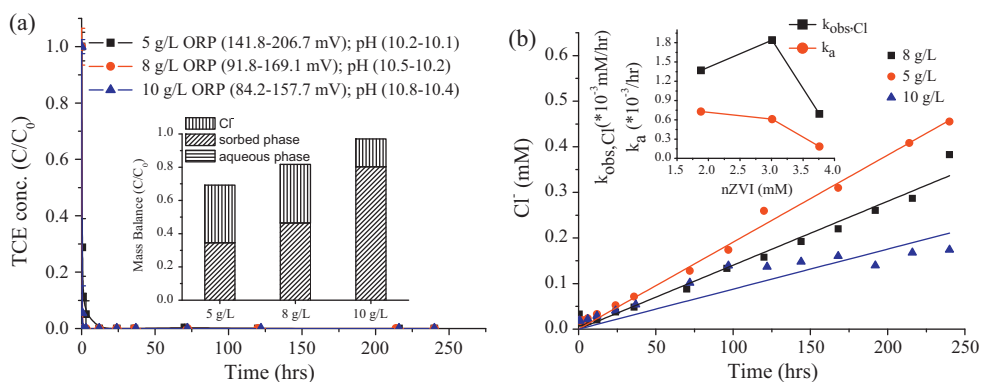 (a)
5 g/L ORP (141.8-206.7 mV); pH (10.2-10.1)
8 g/L ORP (91.8-169.1 mV); pH (10.5-10.2)
10 g/L ORP (84.2-157.7 mV); pH (10.8-10.4)
TCE conc. (C/C₀)
1.0
0.8
0.6
0.4
0.2
0.0
0 50 100 150 200 250
Time (hrs)
Cl⁻
sorbed phase
aqueous phase
Mass Balance (C/C₀)
1.0
0.8
0.6
0.4
0.2
0.0
5 g/L 8 g/L 10 g/L
(b)
Cl⁻ (mM)
0.6
0.5
0.4
0.3
0.2
0.1
0.0
0 50 100 150 200 250
Time (hrs)
8 g/L
5 g/L
10 g/L
k_obs,Cl (*10⁻³ mM/hr)
k_a (*10⁻³/hr)
1.8
1.5
1.2
0.9
0.6
0.3
0.0
1.5 2.0 2.5 3.0 3.5 4.0
nZVI (mM)
k_obs,Cl
k_a